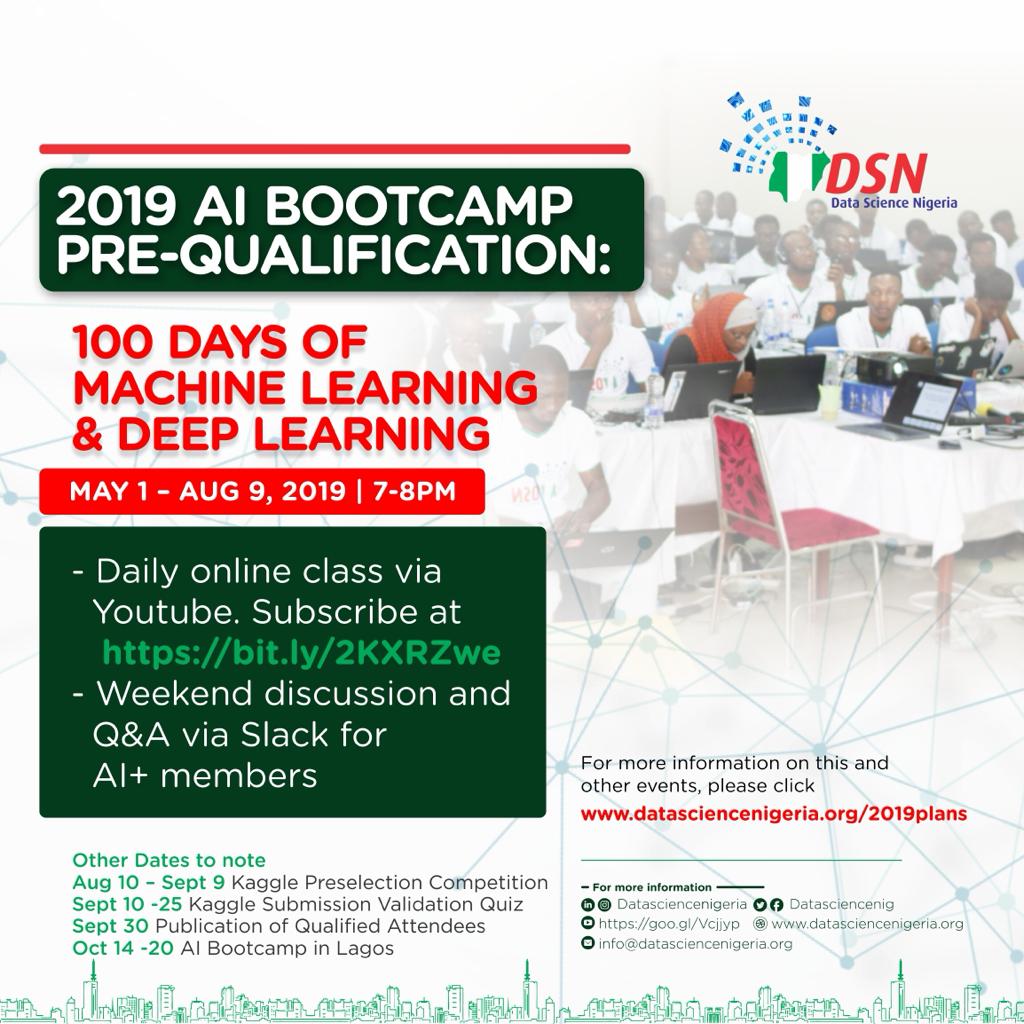 DSN
Data Science Nigeria
2019 AI BOOTCAMP
PRE-QUALIFICATION:
100 DAYS OF
MACHINE LEARNING
& DEEP LEARNING
MAY 1 – AUG 9, 2019 | 7-8PM
- Daily online class via
Youtube. Subscribe at
https://bit.ly/2KXRZwe
- Weekend discussion and
Q&A via Slack for
AI+ members
For more information on this and
other events, please click
www.datasciencenigeria.org/2019plans
Other Dates to note
Aug 10 – Sept 9 Kaggle Preselection Competition
Sept 10 -25 Kaggle Submission Validation Quiz
Sept 30 Publication of Qualified Attendees
Oct 14 -20 AI Bootcamp in Lagos
For more information
Datasciencenigeria Datasciencenig
https://goo.gl/Vcjjyp www.datasciencenigeria.org
info@datasciencenigeria.org